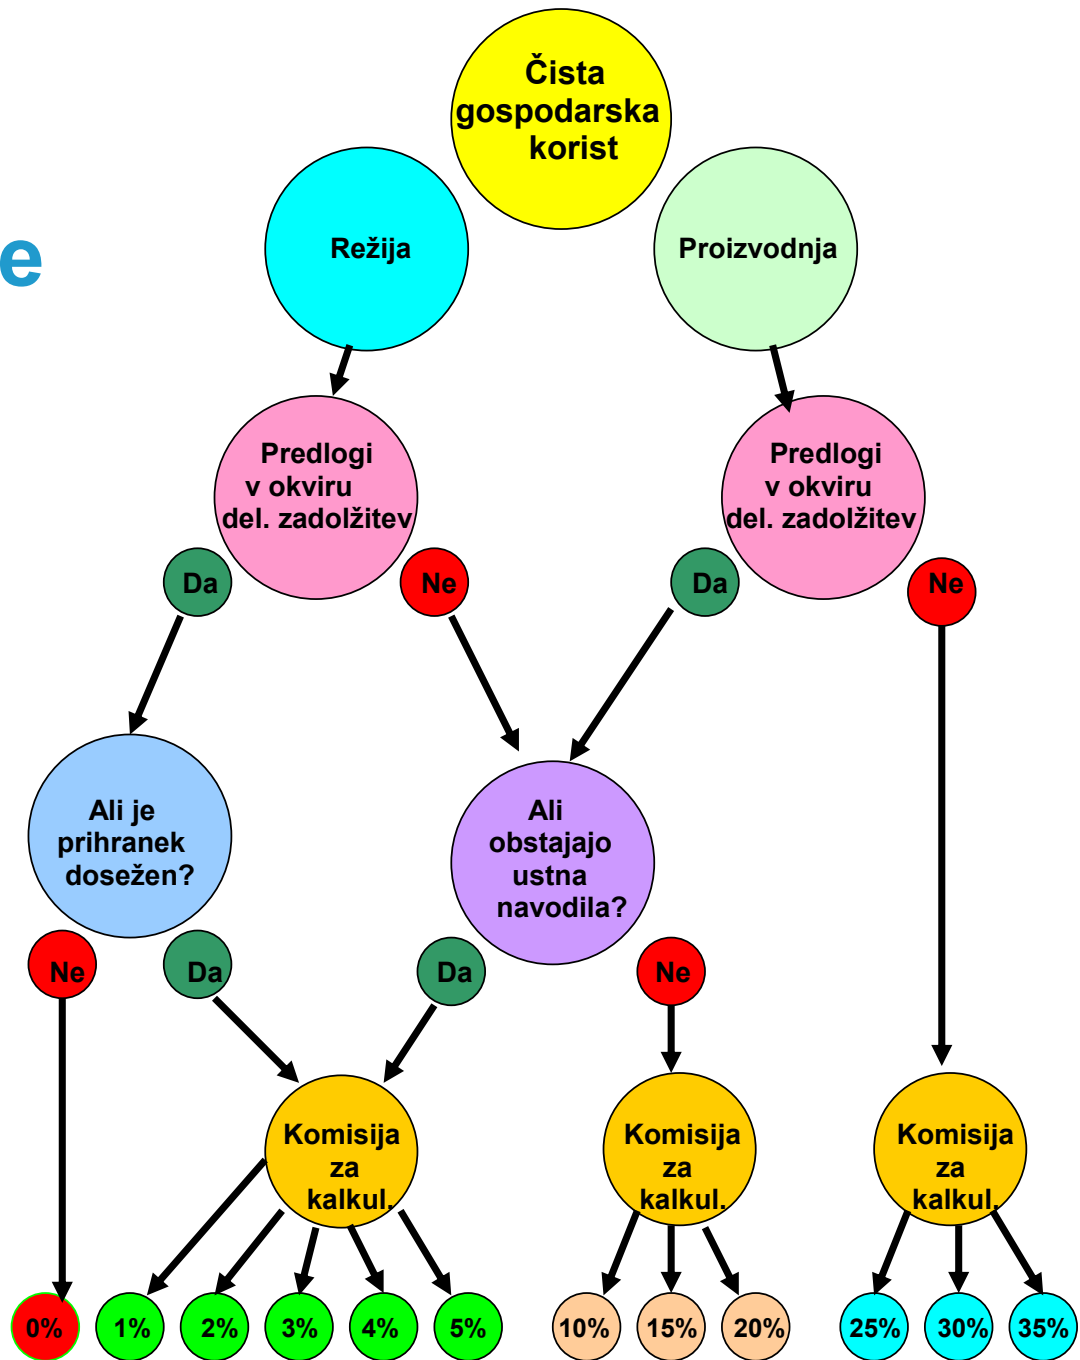 Čista
gospodarska
korist
e
Režija
Proizvodnja
Predlogi
v okviru
del. zadolžitev
Predlogi
v okviru
del. zadolžitev
Da
Ne
Da
Ne
Ali je
prihranek
dosežen?
Ali
obstajajo
ustna
navodila?
Ne
Da
Da
Ne
Komisija
za
kalkul.
Komisija
za
kalkul.
Komisija
za
kalkul.
0%
1%
2%
3%
4%
5%
10%
15%
20%
25%
30%
35%